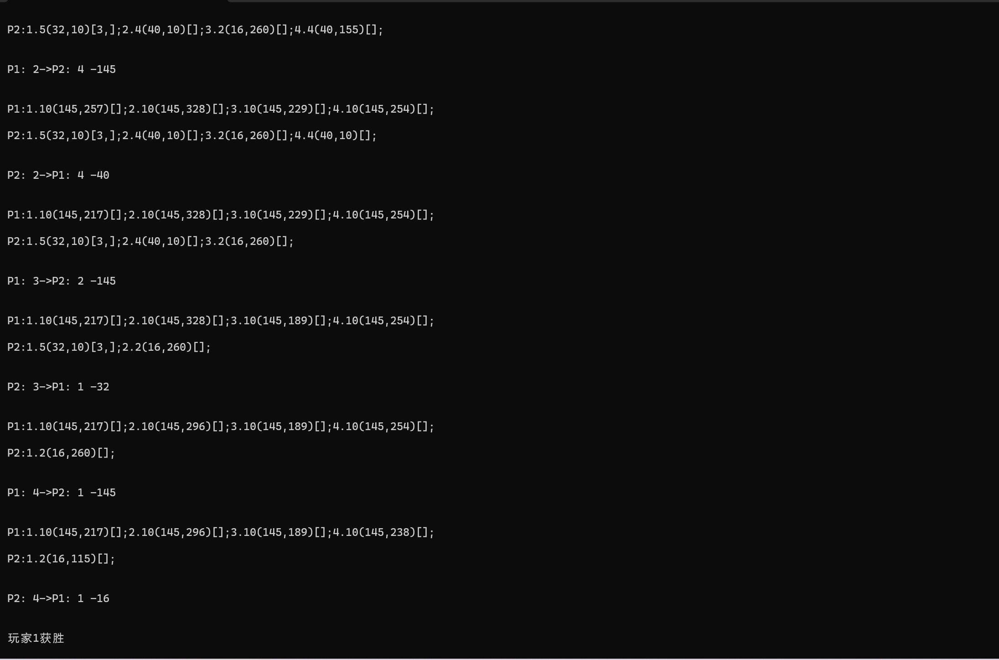 P2:1.5(32,10)[3,];2.4(40,10)[];3.2(16,260)[];4.4(40,155)[];
P1: 2->P2: 4 -145
P1:1.10(145,257)[];2.10(145,328)[];3.10(145,229)[];4.10(145,254)[];
P2:1.5(32,10)[3,];2.4(40,10)[];3.2(16,260)[];4.4(40,10)[];
P2: 2->P1: 4 -40
P1:1.10(145,217)[];2.10(145,328)[];3.10(145,229)[];4.10(145,254)[];
P2:1.5(32,10)[3,];2.4(40,10)[];3.2(16,260)[];
P1: 3->P2: 2 -145
P1:1.10(145,217)[];2.10(145,328)[];3.10(145,189)[];4.10(145,254)[];
P2:1.5(32,10)[3,];2.2(16,260)[];
P2: 3->P1: 1 -32
P1:1.10(145,217)[];2.10(145,296)[];3.10(145,189)[];4.10(145,254)[];
P2:1.2(16,260)[];
P1: 4->P2: 1 -145
P1:1.10(145,217)[];2.10(145,296)[];3.10(145,189)[];4.10(145,238)[];
P2:1.2(16,115)[];
P2: 4->P1: 1 -16
玩家1获胜